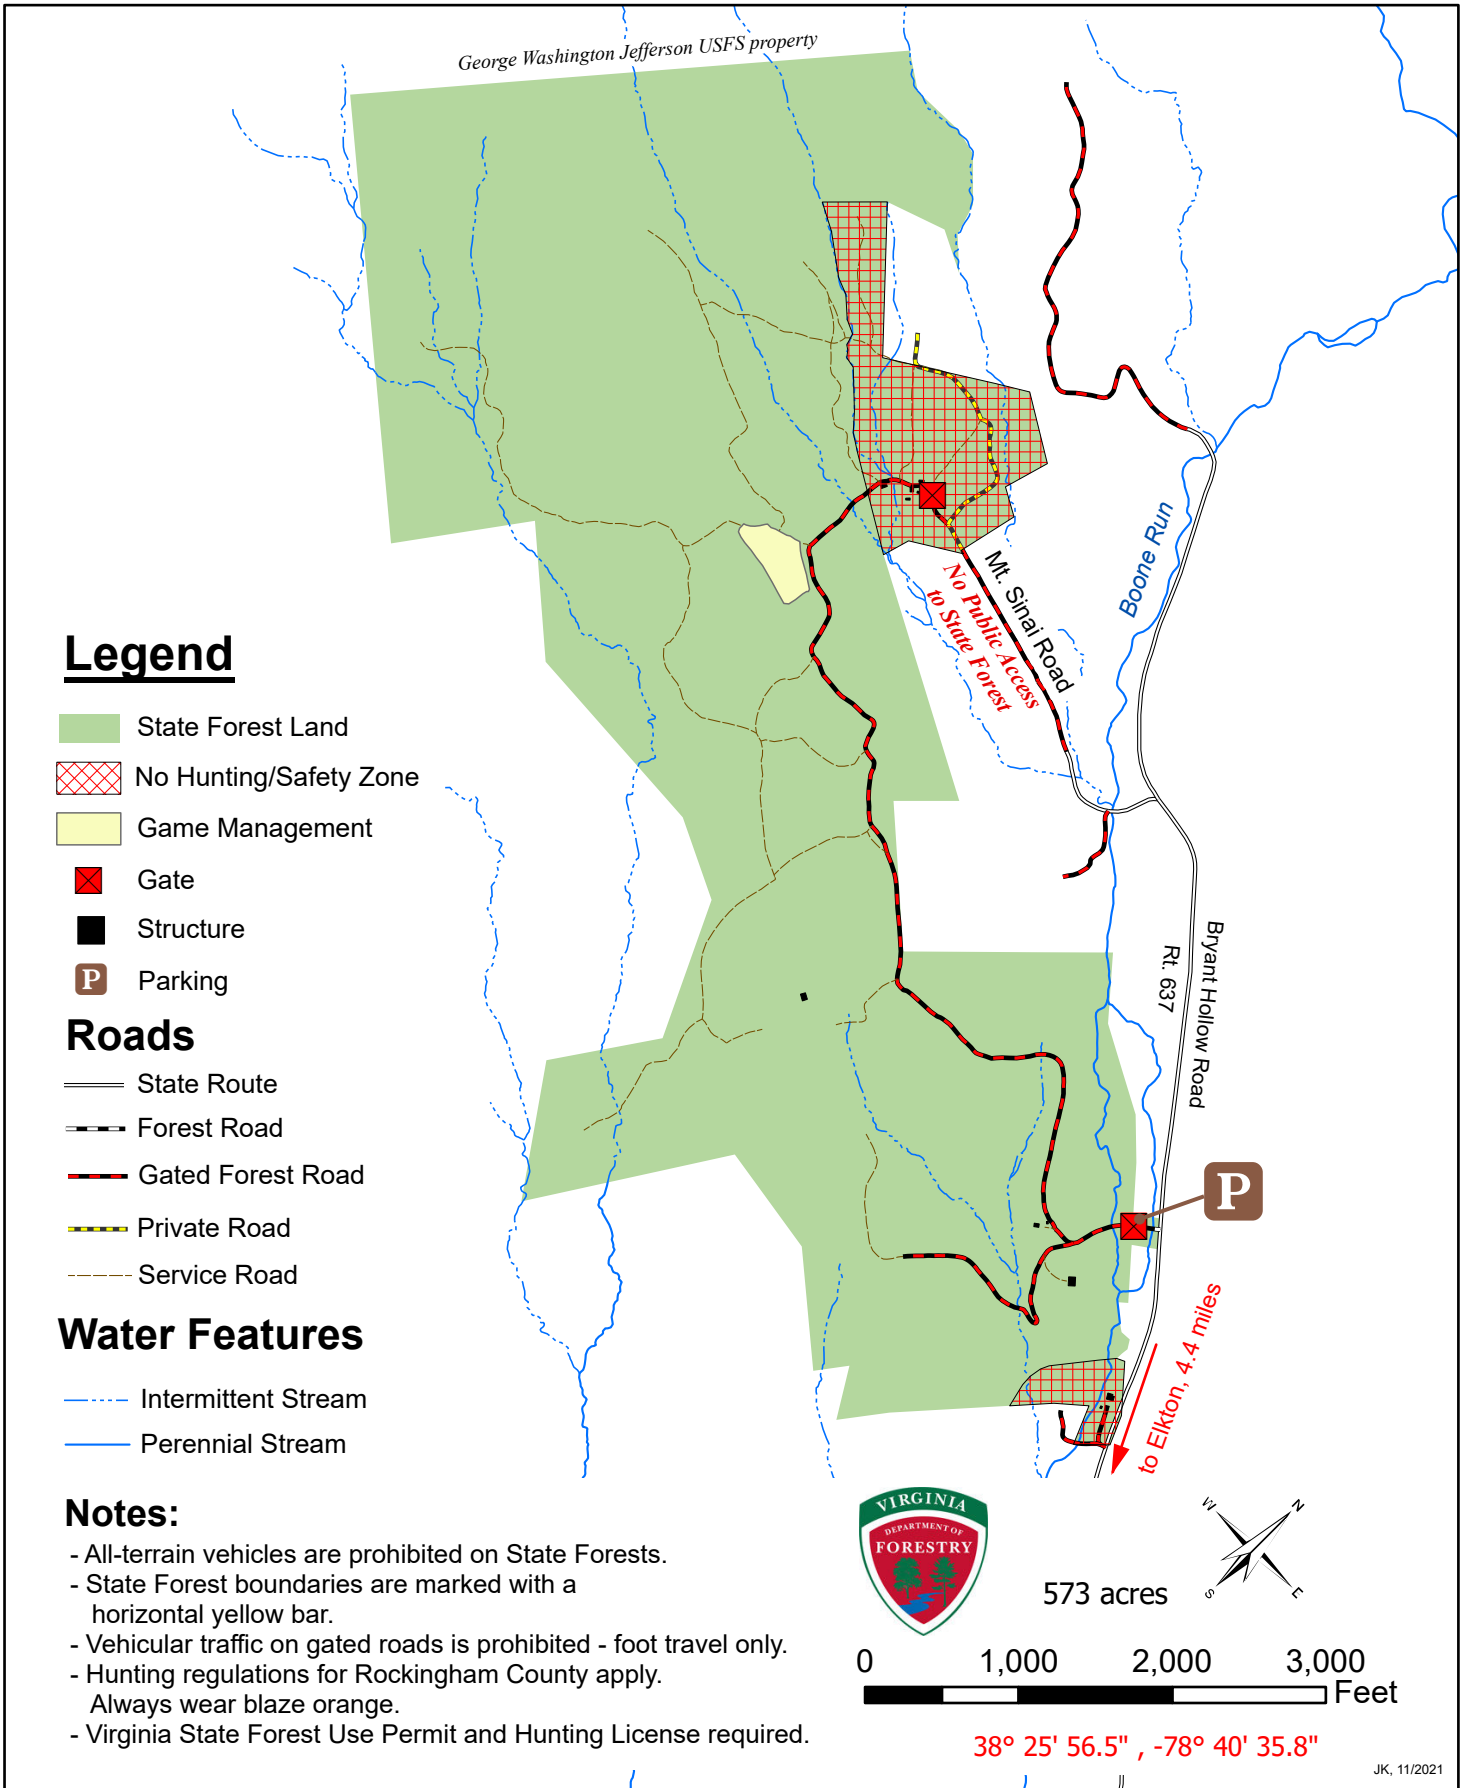 George Washington Jefferson USFS property
Boone Run
Mt. Sinai Road
No Public Access
to State Forest
Bryant Hollow Road
Rt. 637
P
to Elkton, 4.4 miles
Legend
State Forest Land
No Hunting/Safety Zone
Game Management
Gate
Structure
P Parking
Roads
State Route
Forest Road
Gated Forest Road
Private Road
Service Road
Water Features
Intermittent Stream
Perennial Stream
Notes:
- All-terrain vehicles are prohibited on State Forests.
- State Forest boundaries are marked with a
horizontal yellow bar.
- Vehicular traffic on gated roads is prohibited - foot travel only.
- Hunting regulations for Rockingham County apply.
Always wear blaze orange.
- Virginia State Forest Use Permit and Hunting License required.
VIRGINIA
DEPARTMENT OF
FORESTRY
573 acres
W N
S E
0 1,000 2,000 3,000
Feet
38° 25' 56.5" , -78° 40' 35.8"
JK, 11/2021